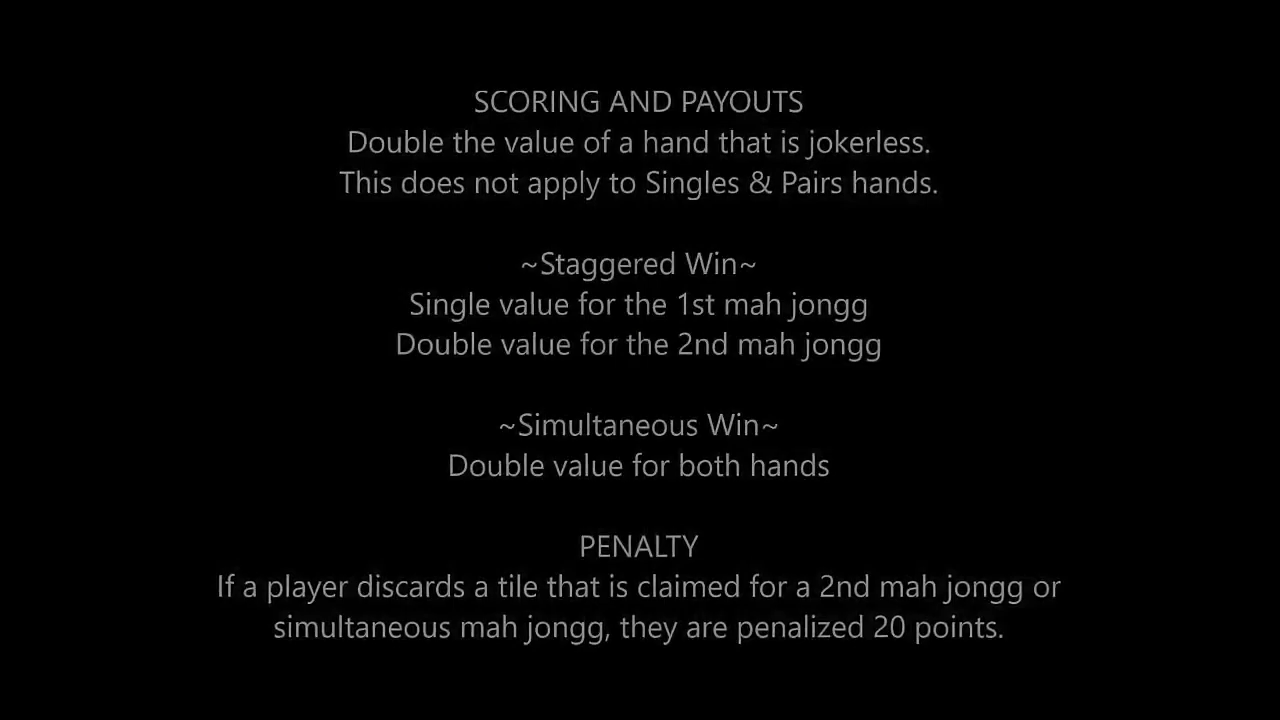 SCORING AND PAYOUTS
Double the value of a hand that is jokerless.
This does not apply to Singles & Pairs hands.
~Staggered Win~
Single value for the 1st mah jongg
Double value for the 2nd mah jongg
~Simultaneous Win~
Double value for both hands
PENALTY
If a player discards a tile that is claimed for a 2nd mah jongg or
simultaneous mah jongg, they are penalized 20 points.